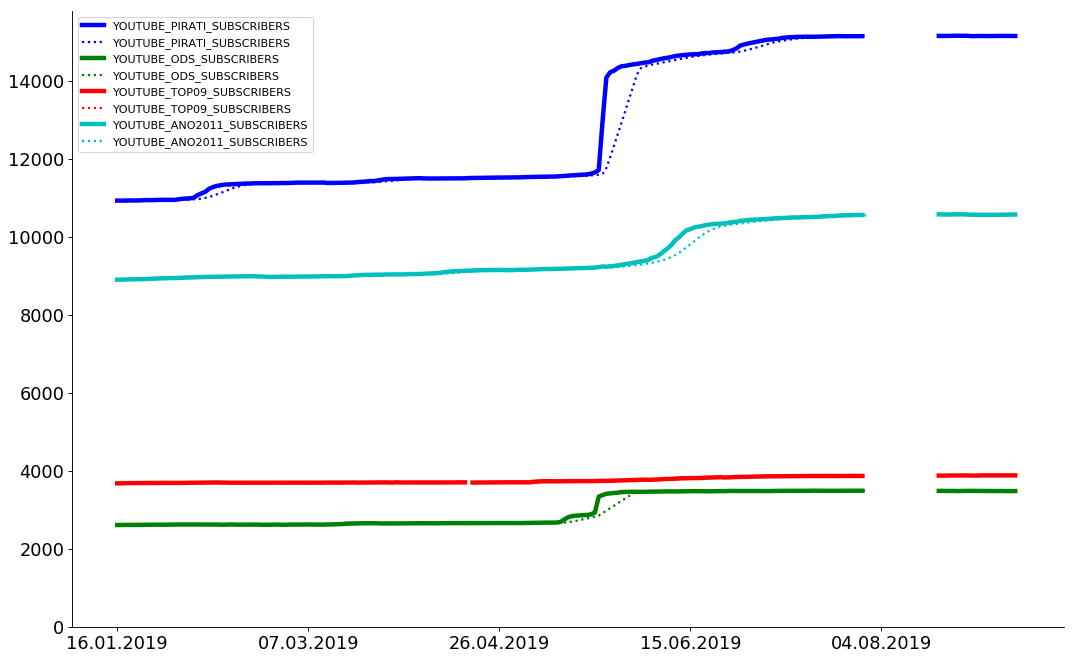 YOUTUBE_PIRATI_SUBSCRIBERS
YOUTUBE_PIRATI_SUBSCRIBERS
YOUTUBE_ODS_SUBSCRIBERS
YOUTUBE_ODS_SUBSCRIBERS
YOUTUBE_TOP09_SUBSCRIBERS
YOUTUBE_TOP09_SUBSCRIBERS
YOUTUBE_ANO2011_SUBSCRIBERS
YOUTUBE_ANO2011_SUBSCRIBERS
14000
12000
10000
8000
6000
4000
2000
0
16.01.2019 07.03.2019 26.04.2019 15.06.2019 04.08.2019